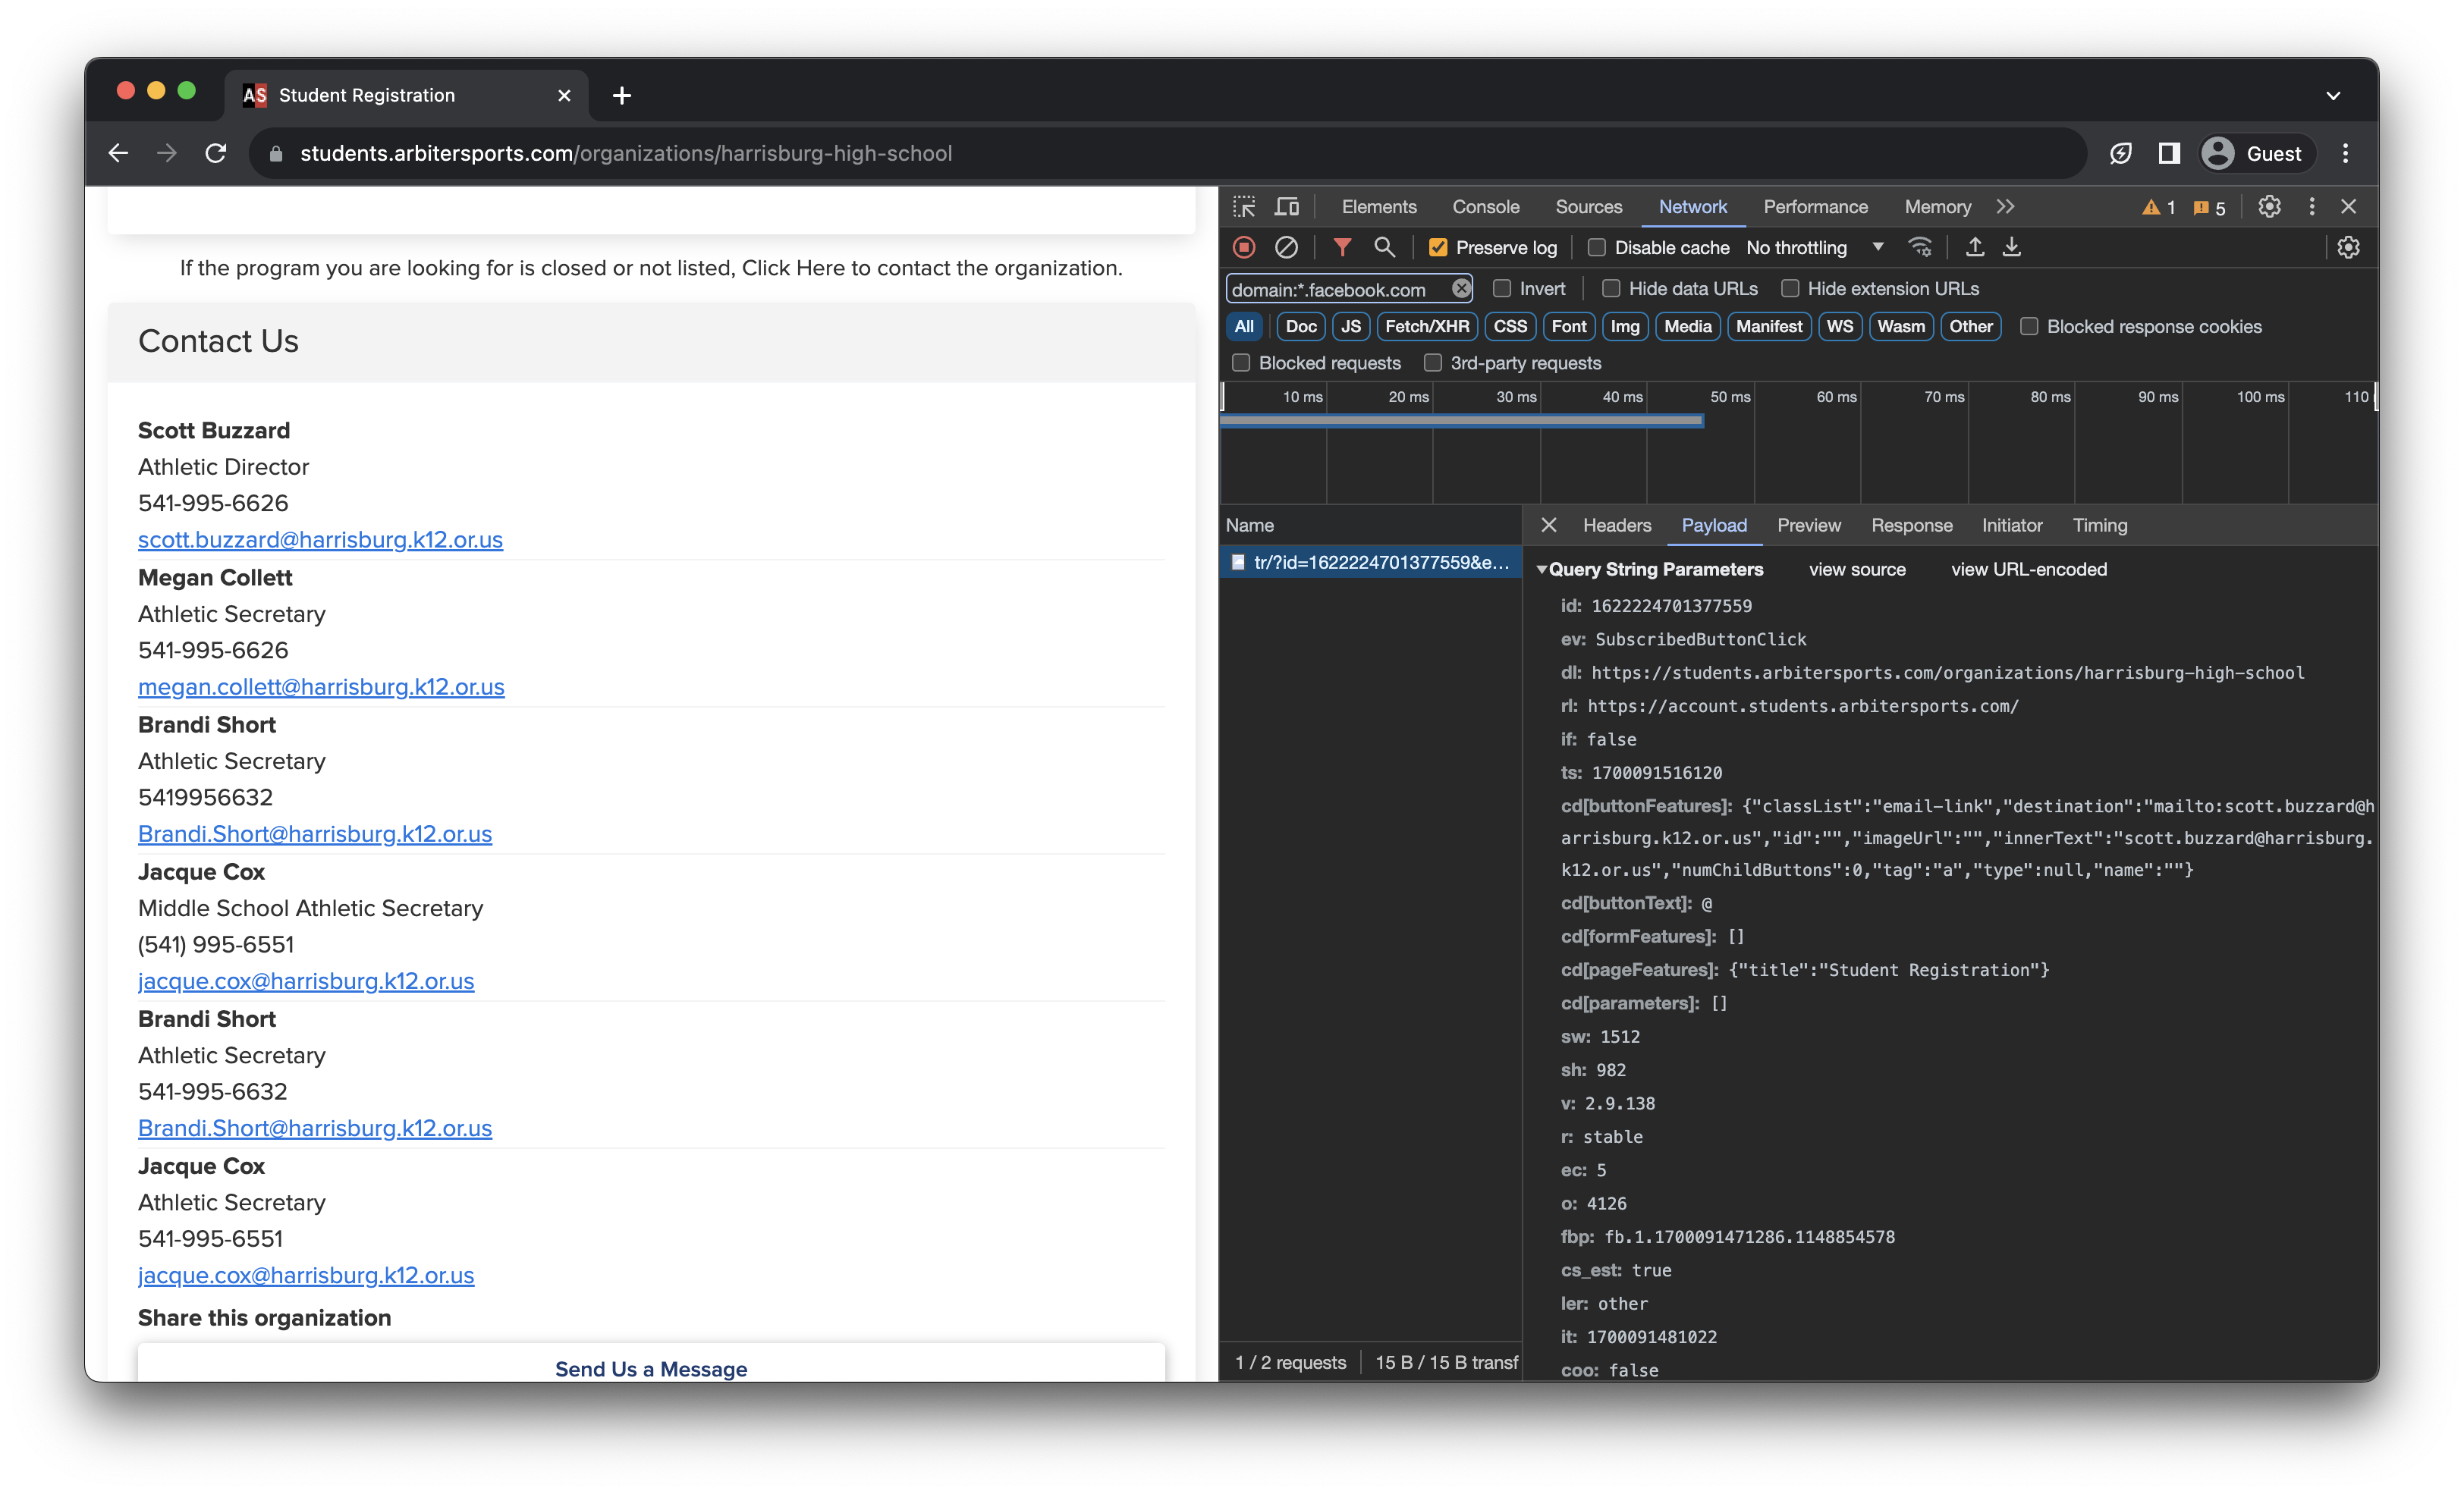 AS Student Registration
students.arbitersports.com/organizations/harrisburg-high-school
Guest
If the program you are looking for is closed or not listed, Click Here to contact the organization.
Contact Us
Scott Buzzard
Athletic Director
541-995-6626
scott.buzzard@harrisburg.k12.or.us
Megan Collett
Athletic Secretary
541-995-6626
megan.collett@harrisburg.k12.or.us
Brandi Short
Athletic Secretary
5419956632
Brandi.Short@harrisburg.k12.or.us
Jacque Cox
Middle School Athletic Secretary
(541) 995-6551
jacque.cox@harrisburg.k12.or.us
Brandi Short
Athletic Secretary
541-995-6632
Brandi.Short@harrisburg.k12.or.us
Jacque Cox
Athletic Secretary
541-995-6551
jacque.cox@harrisburg.k12.or.us
Share this organization
Send Us a Message
Elements Console Sources Network Performance Memory 1 5
Preserve log Disable cache No throttling
domain:*.facebook.com Invert Hide data URLs Hide extension URLs
All Doc JS Fetch/XHR CSS Font Img Media Manifest WS Wasm Other Blocked response cookies
Blocked requests 3rd-party requests
10 ms 20 ms 30 ms 40 ms 50 ms 60 ms 70 ms 80 ms 90 ms 100 ms 110
Name
tr/?id=1622224701377559&e...
1 / 2 requests 15 B / 15 B transf
Headers Payload Preview Response Initiator Timing
Query String Parameters view source view URL-encoded
id: 1622224701377559
ev: SubscribedButtonClick
dl: https://students.arbitersports.com/organizations/harrisburg-high-school
rl: https://account.students.arbitersports.com/
if: false
ts: 1700091516120
cd[buttonFeatures]: {"classList":"email-link","destination":"mailto:scott.buzzard@h
arrisburg.k12.or.us","id":"","imageUrl":"","innerText":"scott.buzzard@harrisburg.
k12.or.us","numChildButtons":0,"tag":"a","type":null,"name":""}
cd[buttonText]: @
cd[formFeatures]: []
cd[pageFeatures]: {"title":"Student Registration"}
cd[parameters]: []
sw: 1512
sh: 982
v: 2.9.138
r: stable
ec: 5
o: 4126
fbp: fb.1.1700091471286.1148854578
cs_est: true
ler: other
it: 1700091481022
coo: false